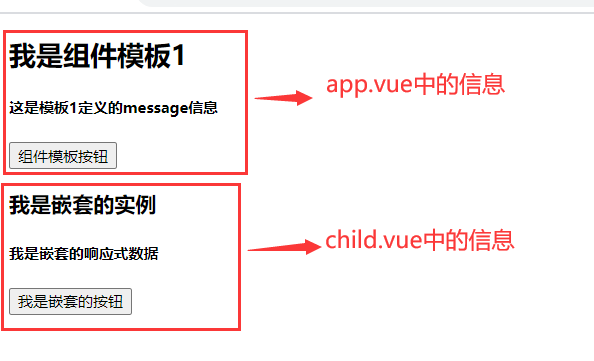 我是组件模板1
这是模板1定义的message信息
app.vue中的信息
组件模板按钮
我是嵌套的实例
child.vue中的信息
我是嵌套的响应式数据
我是嵌套的按钮